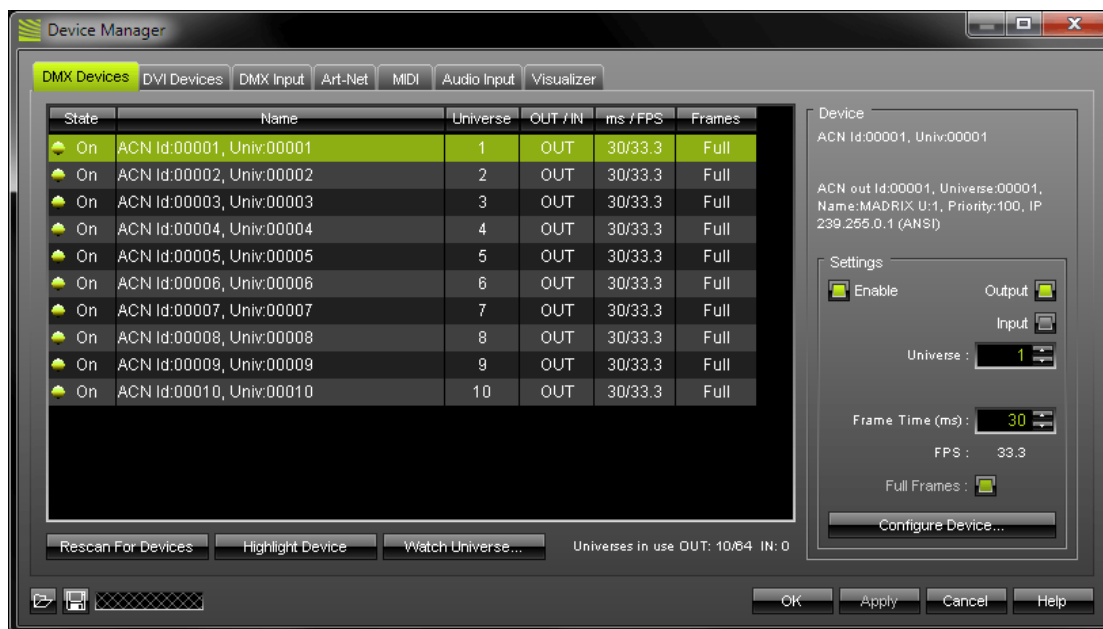 Device Manager
DMX Devices DVI Devices DMX Input Art-Net MIDI Audio Input Visualizer
State Name Universe OUT / IN ms / FPS Frames
On ACN Id:00001, Univ:00001 1 OUT 30/33.3 Full
On ACN Id:00002, Univ:00002 2 OUT 30/33.3 Full
On ACN Id:00003, Univ:00003 3 OUT 30/33.3 Full
On ACN Id:00004, Univ:00004 4 OUT 30/33.3 Full
On ACN Id:00005, Univ:00005 5 OUT 30/33.3 Full
On ACN Id:00006, Univ:00006 6 OUT 30/33.3 Full
On ACN Id:00007, Univ:00007 7 OUT 30/33.3 Full
On ACN Id:00008, Univ:00008 8 OUT 30/33.3 Full
On ACN Id:00009, Univ:00009 9 OUT 30/33.3 Full
On ACN Id:00010, Univ:00010 10 OUT 30/33.3 Full
Rescan For Devices Highlight Device Watch Universe... Universes in use OUT: 10/64 IN: 0
Device
ACN Id:00001, Univ:00001
ACN out Id:00001, Universe:00001,
Name:MADRIX U:1, Priority:100, IP
239.255.0.1 (ANSI)
Settings
Enable Output
Input
Universe : 1
Frame Time (ms) : 30
FPS : 33.3
Full Frames :
Configure Device...
OK Apply Cancel Help